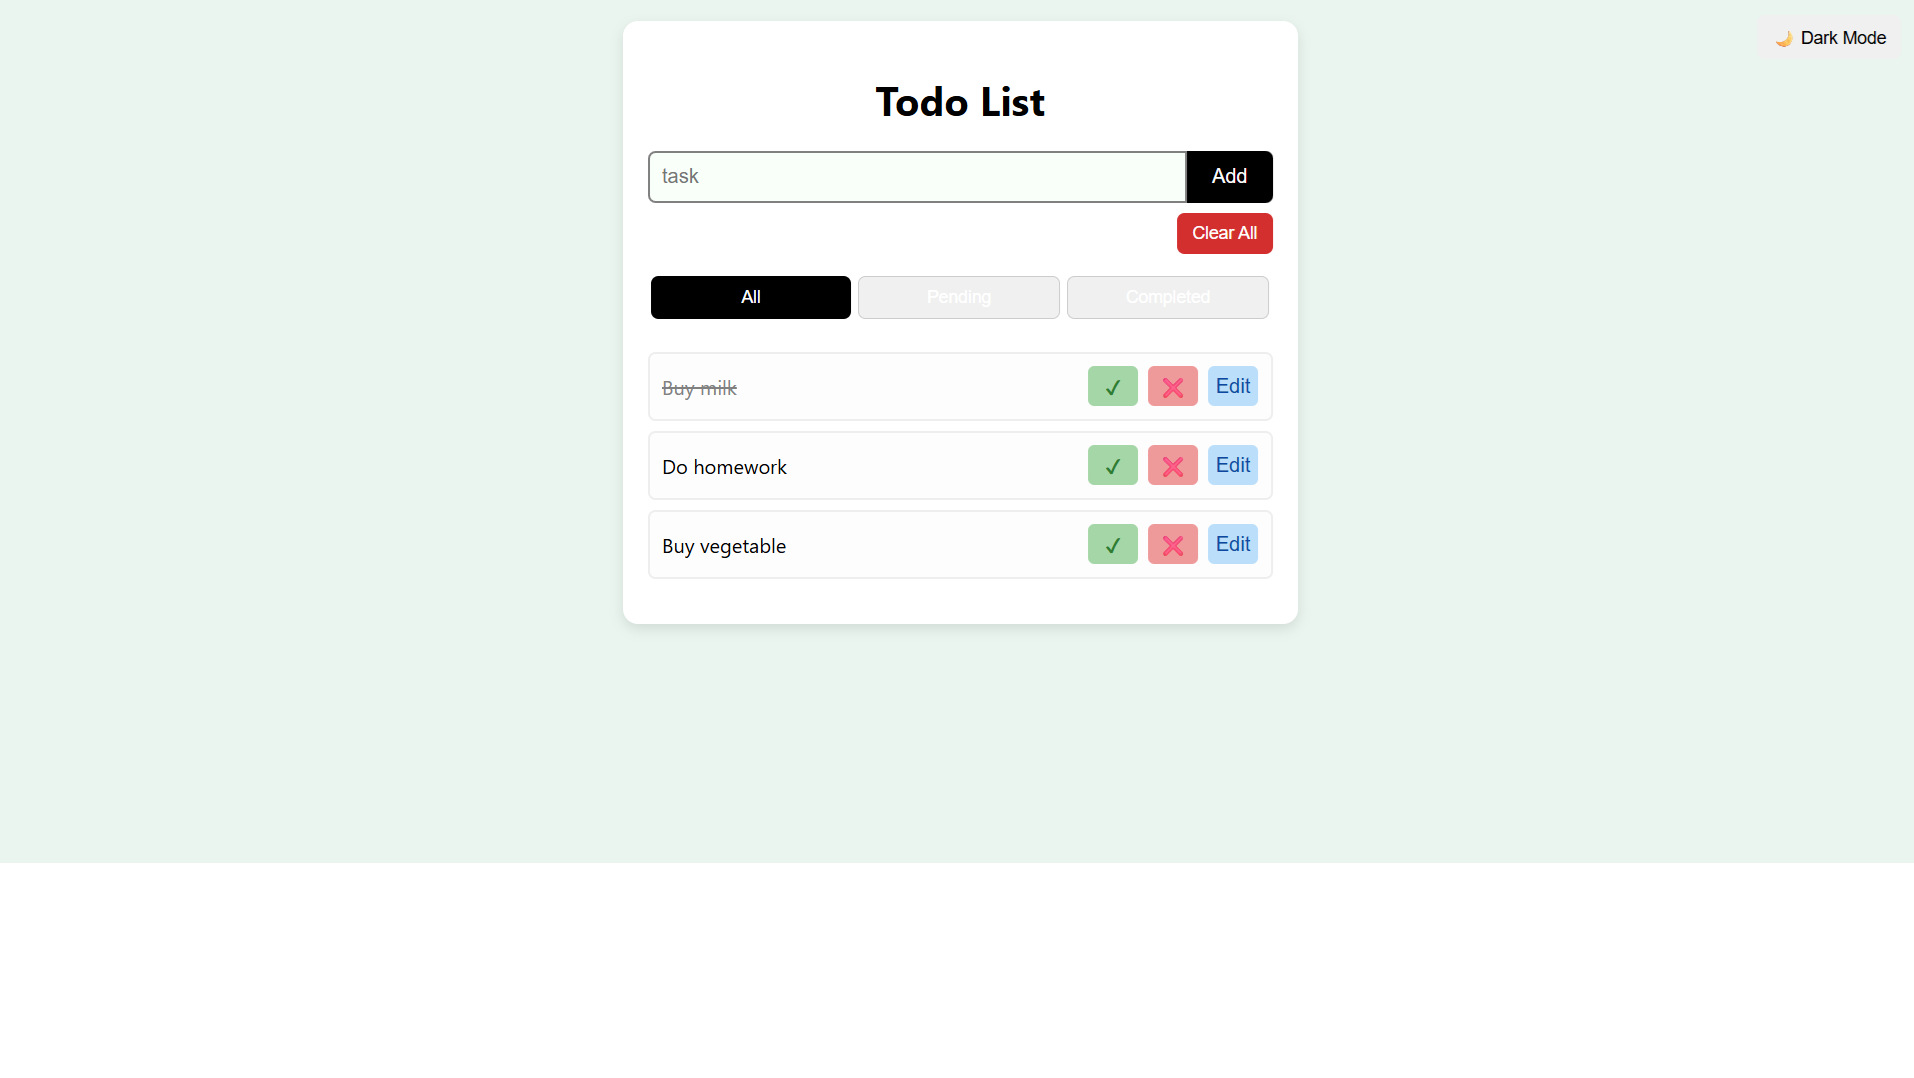 🌙 Dark Mode
Todo List
task Add
Clear All
All Pending Completed
Buy milk ✓ ❌ Edit
Do homework ✓ ❌ Edit
Buy vegetable ✓ ❌ Edit